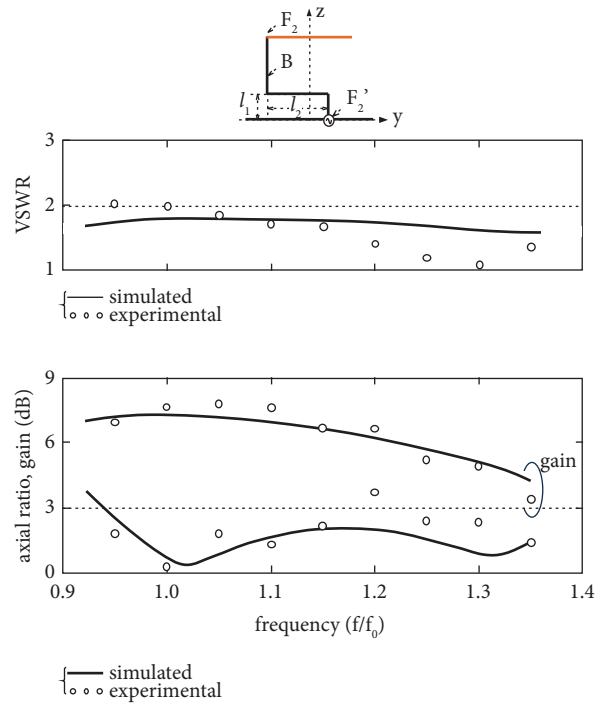 F₂
z
B
l₁
l₂
F₂’
y
3
2
1
VSWR
simulated
experimental
9
6
3
0
axial ratio, gain (dB)
gain
0.9 1.0 1.1 1.2 1.3 1.4
frequency (f/f₀)
simulated
experimental